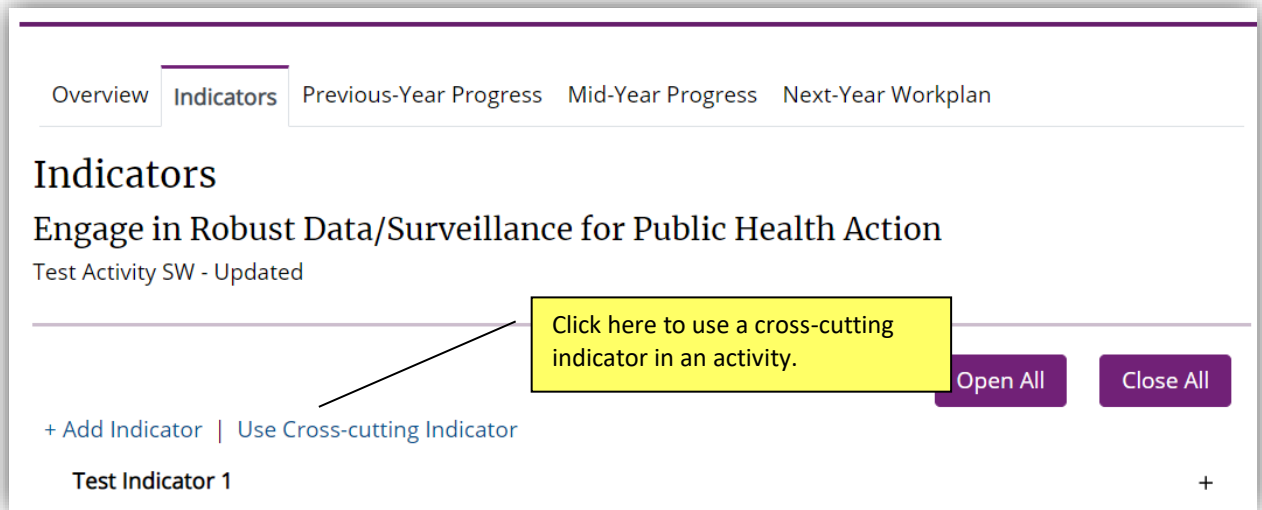 Overview Indicators Previous-Year Progress Mid-Year Progress Next-Year Workplan
Indicators
Engage in Robust Data/Surveillance for Public Health Action
Test Activity SW - Updated
Click here to use a cross-cutting
indicator in an activity.
Open All Close All
+ Add Indicator | Use Cross-cutting Indicator
Test Indicator 1 +